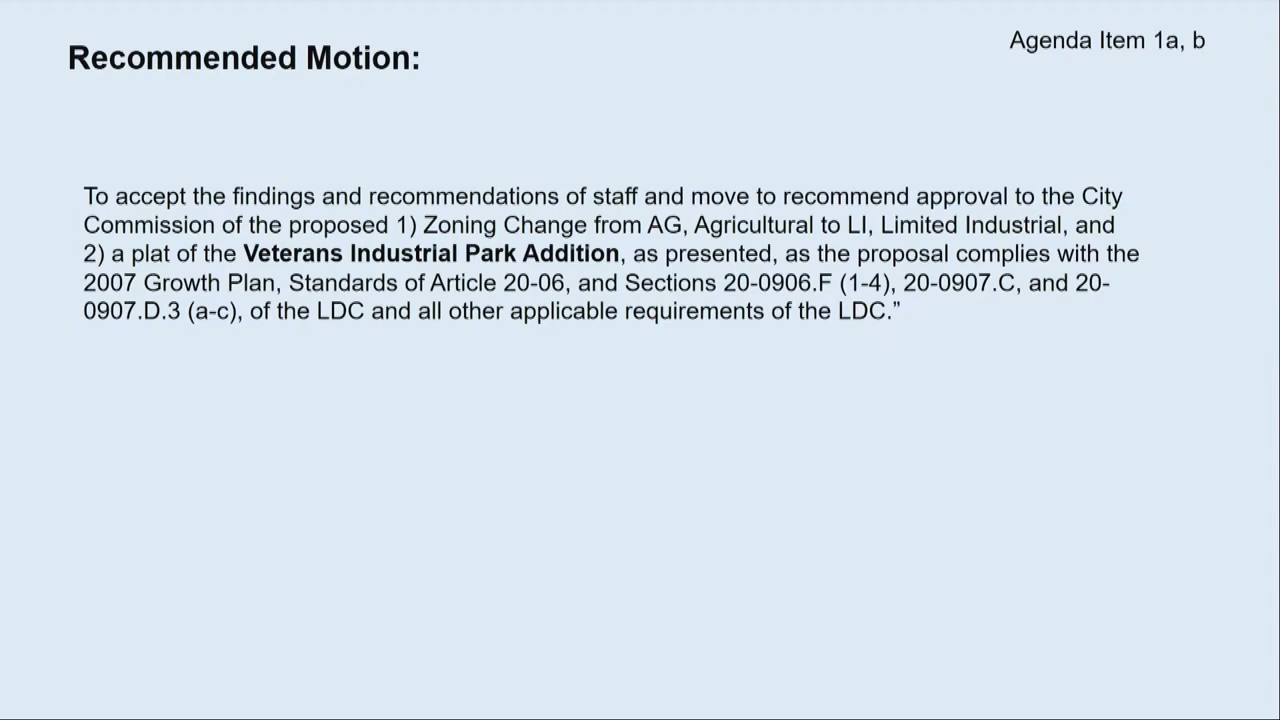 Agenda Item 1a, b
Recommended Motion:
To accept the findings and recommendations of staff and move to recommend approval to the City
Commission of the proposed 1) Zoning Change from AG, Agricultural to LI, Limited Industrial, and
2) a plat of the Veterans Industrial Park Addition, as presented, as the proposal complies with the
2007 Growth Plan, Standards of Article 20-06, and Sections 20-0906.F (1-4), 20-0907.C, and 20-
0907.D.3 (a-c), of the LDC and all other applicable requirements of the LDC.”